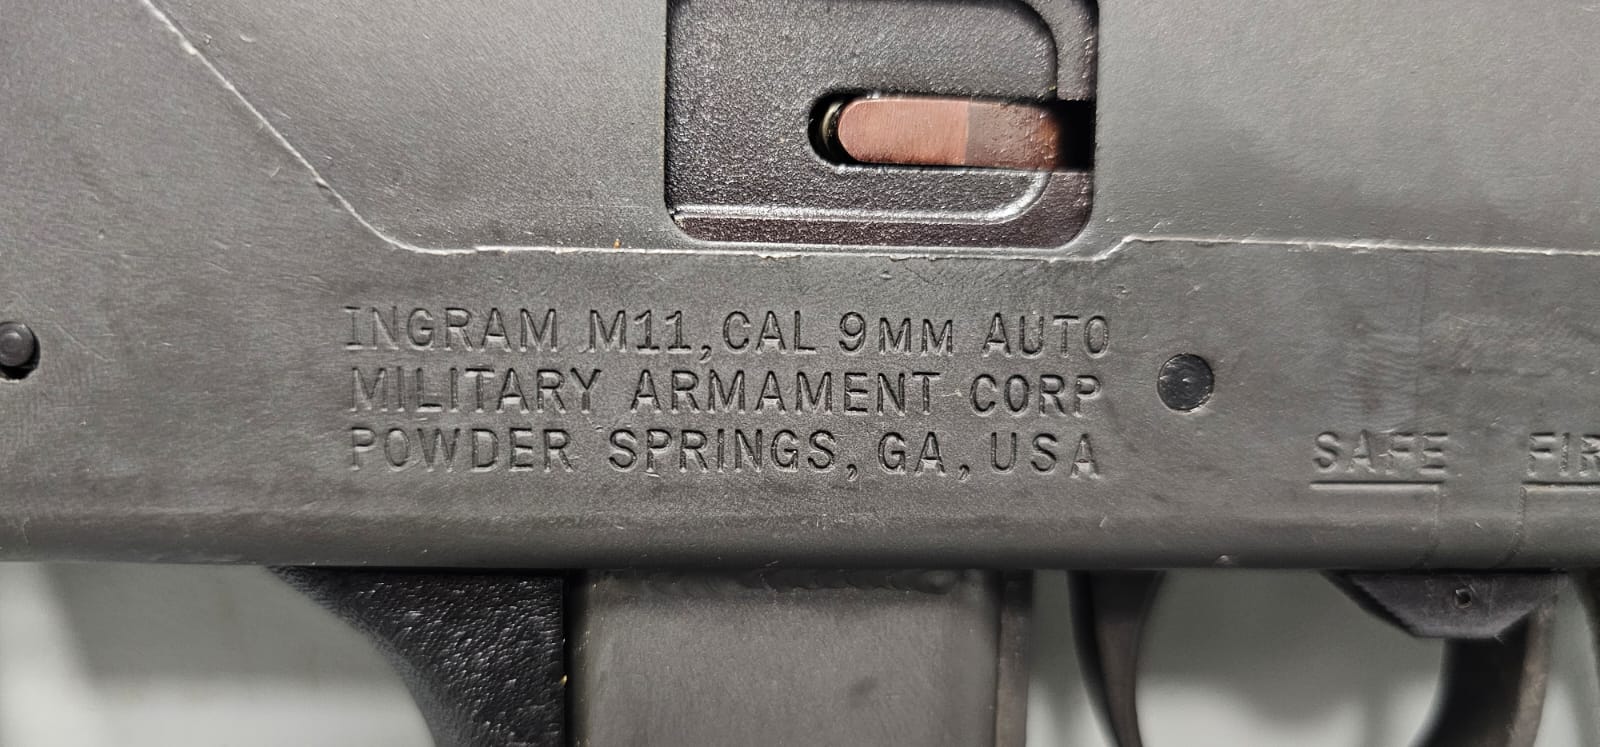 INGRAM M11, CAL 9MM AUTO
MILITARY ARMAMENT CORP
POWDER SPRINGS, GA, USA
SAFE